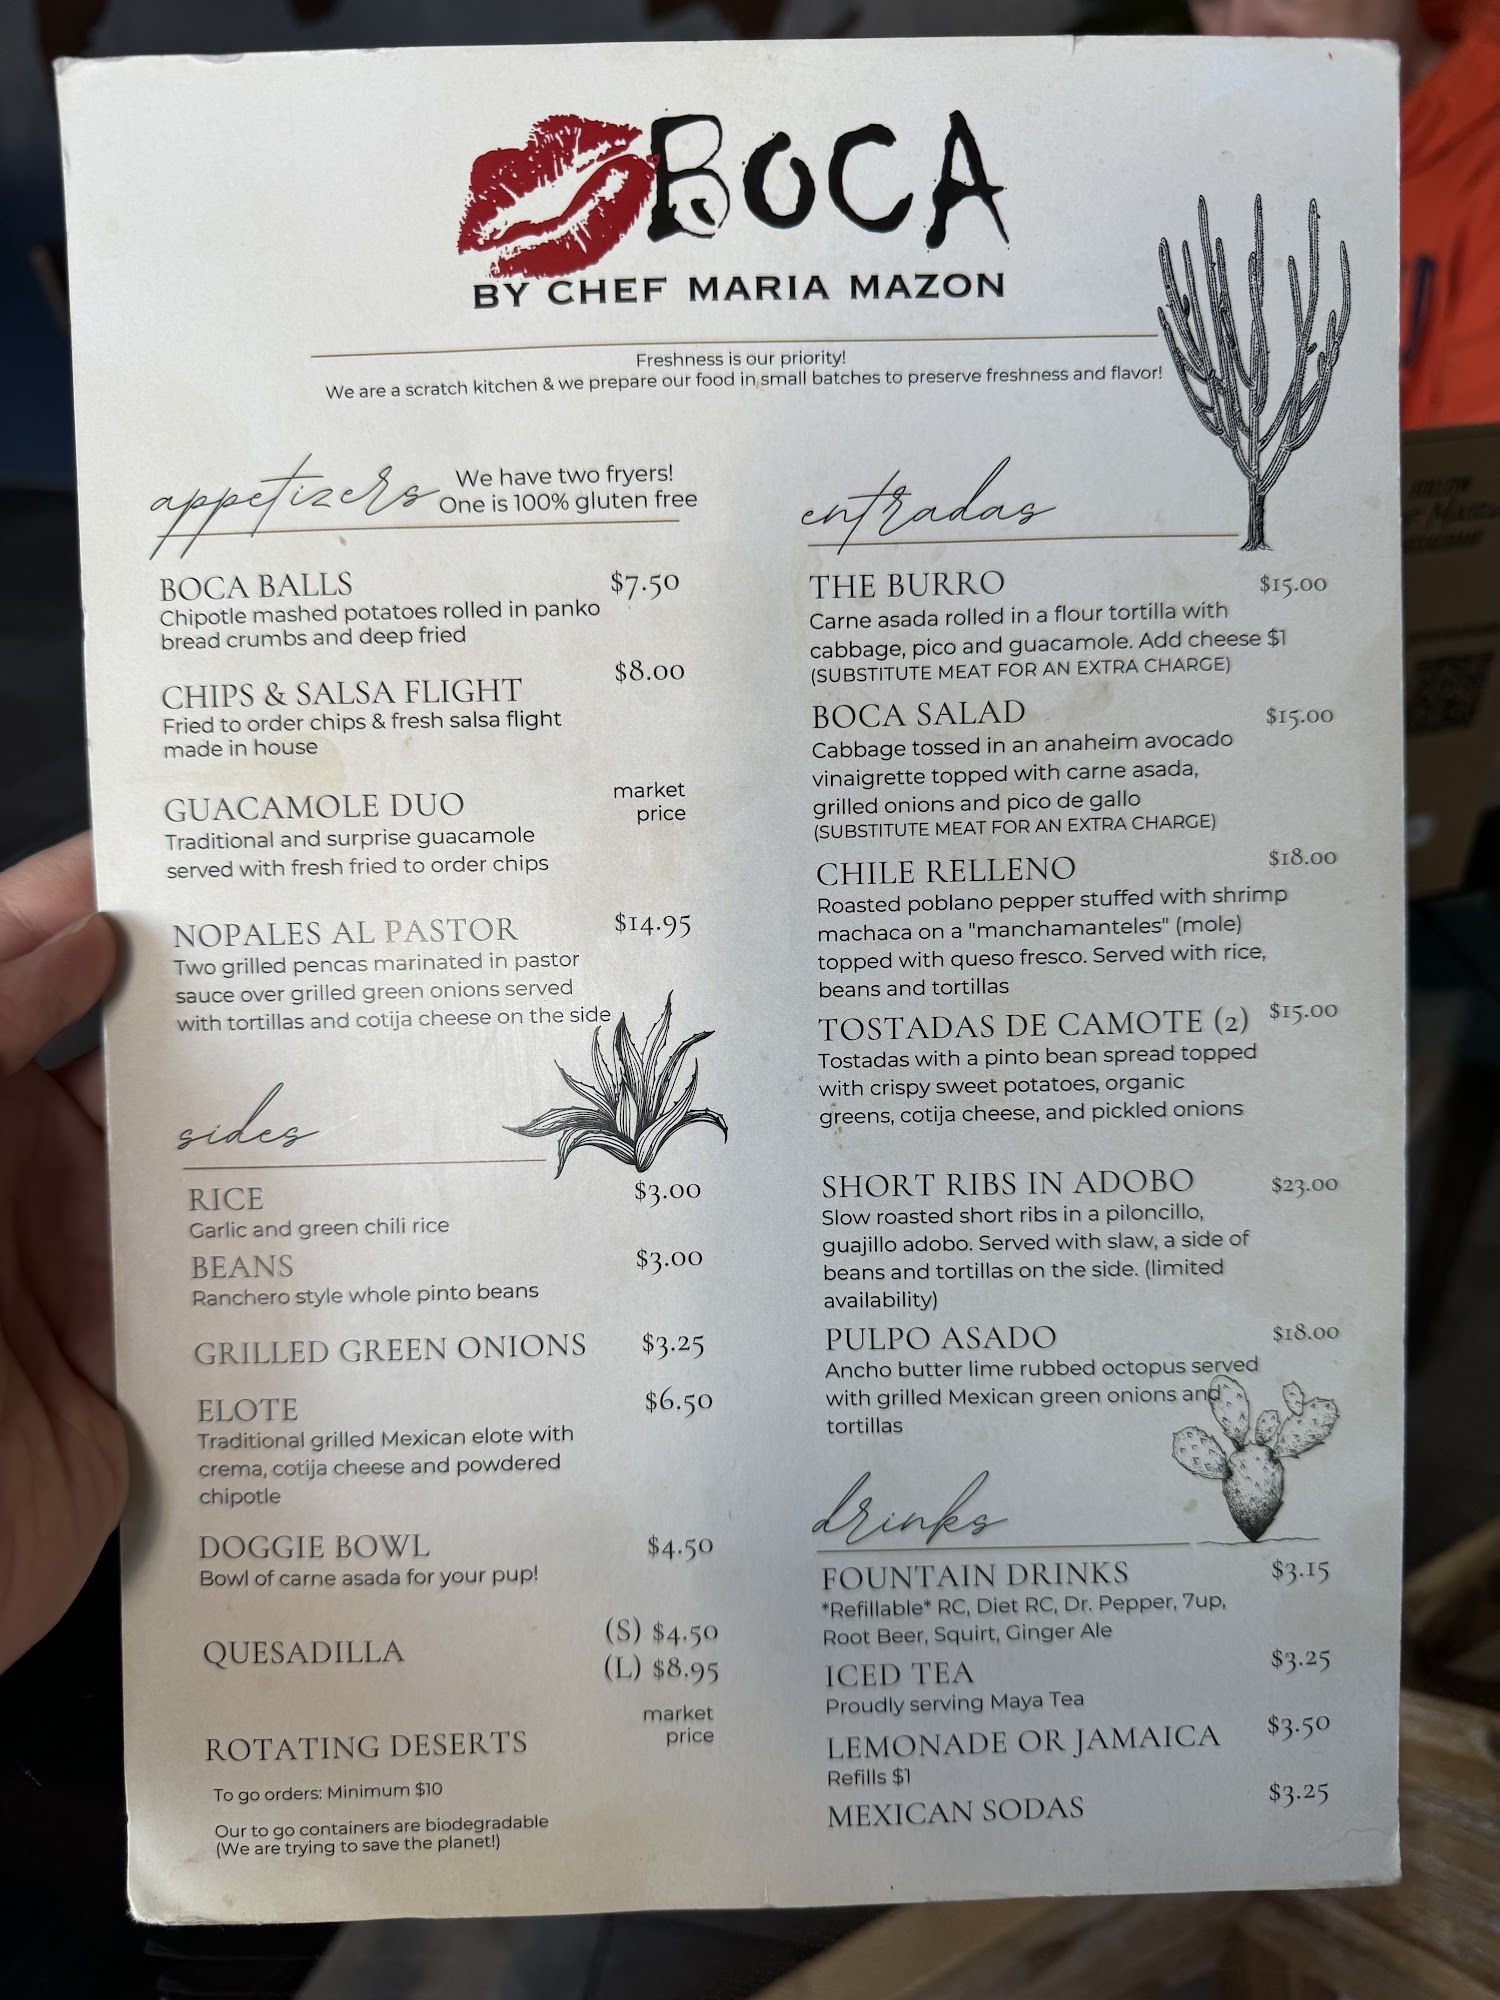 BOCA
BY CHEF MARIA MAZON
Freshness is our priority!
We are a scratch kitchen & we prepare our food in small batches to preserve freshness and flavor!
appetizers
We have two fryers!
One is 100% gluten free
BOCA BALLS $7.50
Chipotle mashed potatoes rolled in panko
bread crumbs and deep fried
CHIPS & SALSA FLIGHT $8.00
Fried to order chips & fresh salsa flight
made in house
GUACAMOLE DUO market
price
Traditional and surprise guacamole
served with fresh fried to order chips
NOPALES AL PASTOR $14.95
Two grilled pencas marinated in pastor
sauce over grilled green onions served
with tortillas and cotija cheese on the side
sides
RICE $3.00
Garlic and green chili rice
BEANS $3.00
Ranchero style whole pinto beans
GRILLED GREEN ONIONS $3.25
ELOTE $6.50
Traditional grilled Mexican elote with
crema, cotija cheese and powdered
chipotle
DOGGIE BOWL $4.50
Bowl of carne asada for your pup!
QUESADILLA (S) $4.50
(L) $8.95
ROTATING DESERTS market
price
To go orders: Minimum $10
Our to go containers are biodegradable
(We are trying to save the planet!)
entradas
THE BURRO $15.00
Carne asada rolled in a flour tortilla with
cabbage, pico and guacamole. Add cheese $1
(SUBSTITUTE MEAT FOR AN EXTRA CHARGE)
BOCA SALAD $15.00
Cabbage tossed in an anaheim avocado
vinaigrette topped with carne asada,
grilled onions and pico de gallo
(SUBSTITUTE MEAT FOR AN EXTRA CHARGE)
CHILE RELLENO $18.00
Roasted poblano pepper stuffed with shrimp
machaca on a "manchamanteles" (mole)
topped with queso fresco. Served with rice,
beans and tortillas
TOSTADAS DE CAMOTE (2) $15.00
Tostadas with a pinto bean spread topped
with crispy sweet potatoes, organic
greens, cotija cheese, and pickled onions
SHORT RIBS IN ADOBO $23.00
Slow roasted short ribs in a piloncillo,
guajillo adobo. Served with slaw, a side of
beans and tortillas on the side. (limited
availability)
PULPO ASADO $18.00
Ancho butter lime rubbed octopus served
with grilled Mexican green onions and
tortillas
drinks
FOUNTAIN DRINKS $3.15
*Refillable* RC, Diet RC, Dr. Pepper, 7up,
Root Beer, Squirt, Ginger Ale
ICED TEA $3.25
Proudly serving Maya Tea
LEMONADE OR JAMAICA $3.50
Refills $1
MEXICAN SODAS $3.25